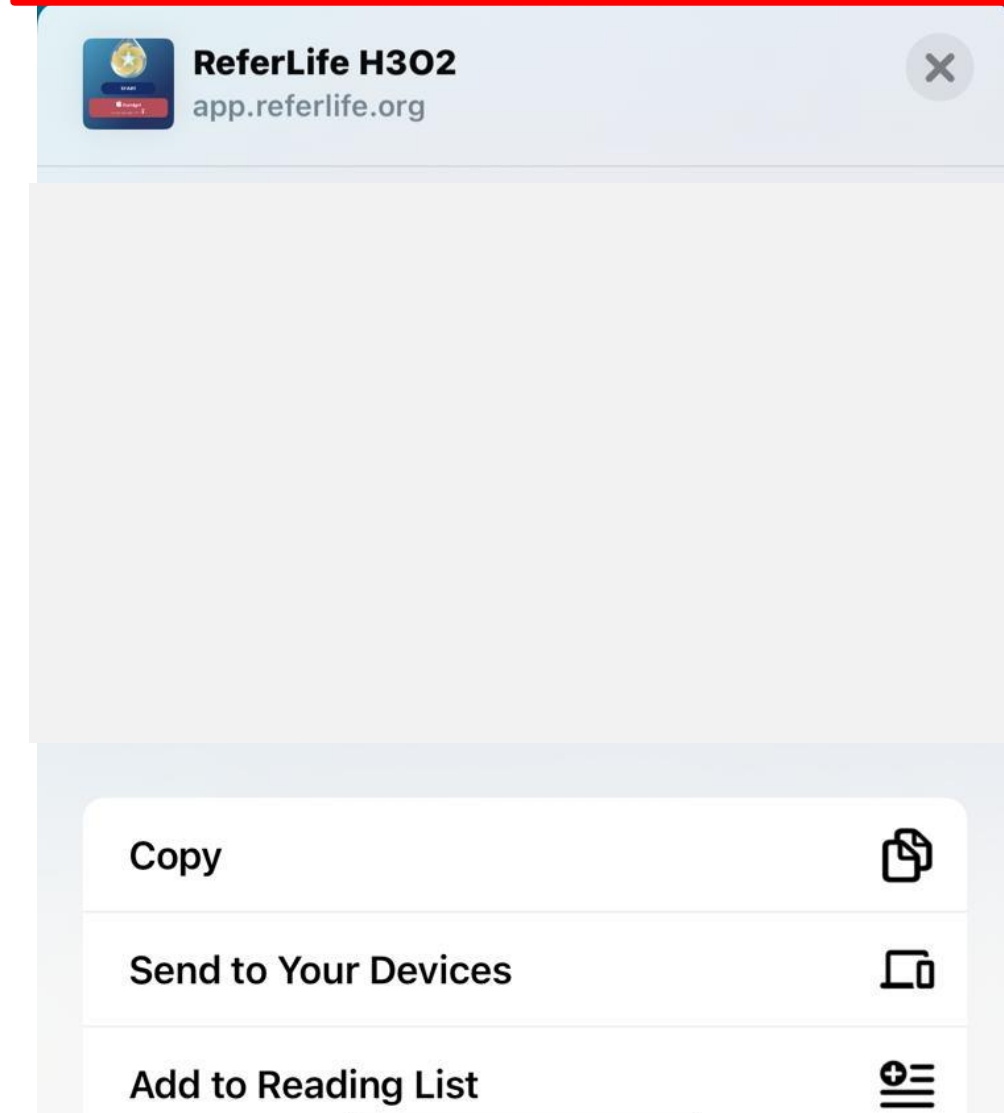 ReferLife H3O2
app.referlife.org
Copy
Send to Your Devices
Add to Reading List